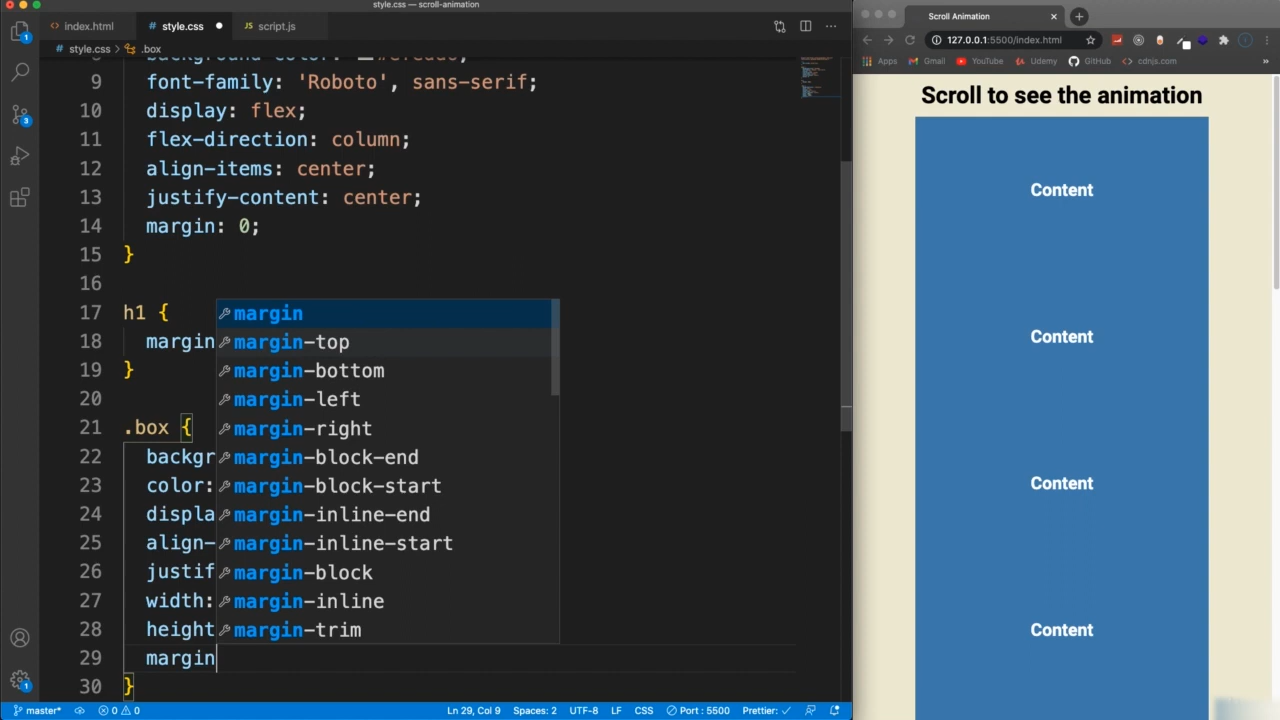 style.css — scroll-animation
index.html
style.css
script.js
style.css > .box
9 font-family: 'Roboto', sans-serif;
10 display: flex;
11 flex-direction: column;
12 align-items: center;
13 justify-content: center;
14 margin: 0;
15 }
16
17 h1 {
18 margin
19 }
20
21 .box {
22 backgr
23 color:
24 displa
25 align-
26 justif
27 width:
28 height
29 margin
30 }
margin
margin-top
margin-bottom
margin-left
margin-right
margin-block-end
margin-block-start
margin-inline-end
margin-inline-start
margin-block
margin-inline
margin-trim
1
3
1
master* 0 0 Ln 29, Col 9 Spaces: 2 UTF-8 LF CSS Port : 5500 Prettier:
Scroll Animation
127.0.0.1:5500/index.html
Apps Gmail YouTube Udemy GitHub cdnjs.com »
Scroll to see the animation
Content
Content
Content
Content